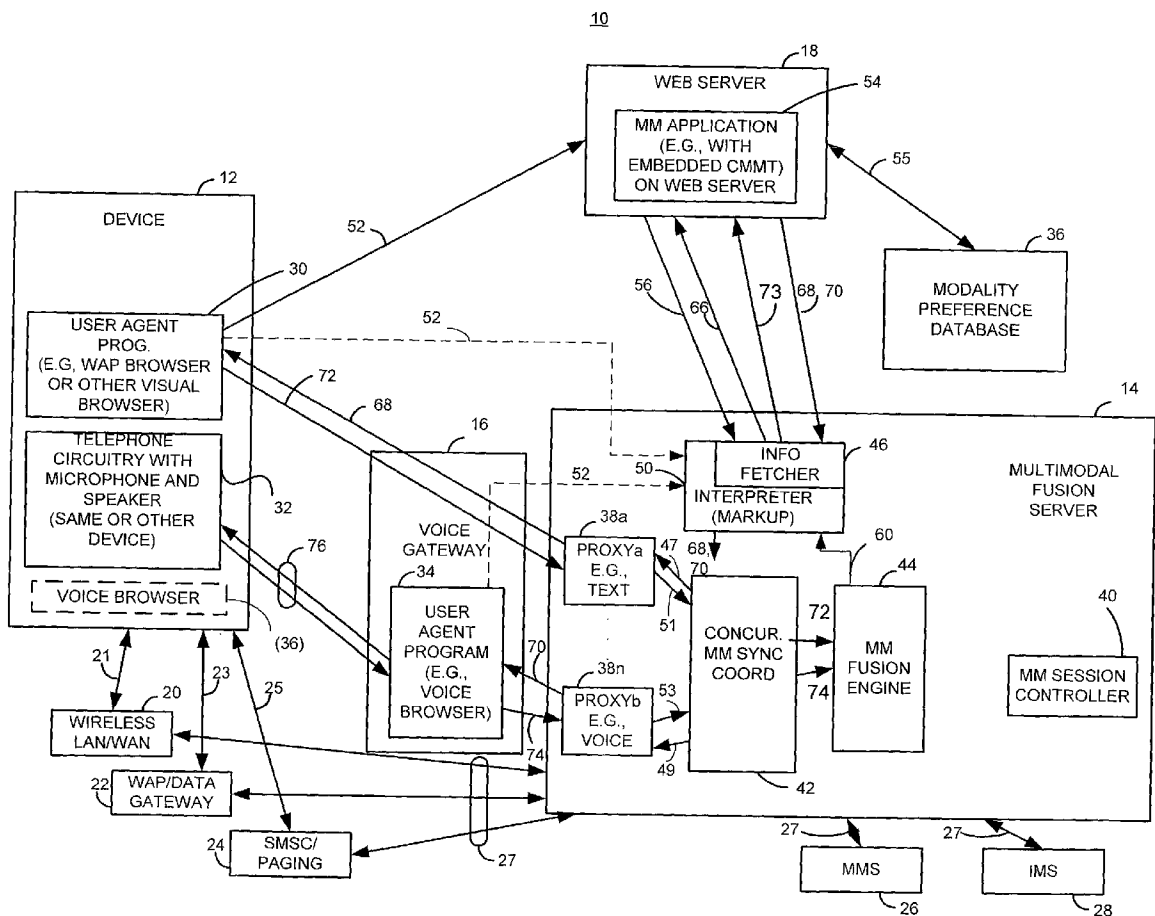 10
18
WEB SERVER
54
MM APPLICATION
(E.G., WITH
EMBEDDED CMMT)
ON WEB SERVER
55
12
DEVICE
52
36
MODALITY
PREFERENCE
DATABASE
30
56
66
73
68,
70
USER AGENT
PROG.
(E.G, WAP BROWSER
OR OTHER VISUAL
BROWSER)
52
72
68
14
16
TELEPHONE
CIRCUITRY WITH
MICROPHONE AND
SPEAKER
(SAME OR OTHER
DEVICE)
32
INFO
FETCHER
46
50
INTERPRETER
(MARKUP)
52
MULTIMODAL
FUSION
SERVER
VOICE
GATEWAY
38a
76
34
PROXYa
E.G.,
TEXT
47
68,
70
60
44
51
VOICE BROWSER
(36)
USER
AGENT
PROGRAM
(E.G.,
VOICE
BROWSER)
CONCUR.
MM SYNC
COORD
72
74
MM
FUSION
ENGINE
40
MM SESSION
CONTROLLER
70
38n
PROXYb
E.G.,
VOICE
53
49
74
42
21
23
25
20
WIRELESS
LAN/WAN
22
WAP/DATA
GATEWAY
24
SMSC/
PAGING
27
27
27
MMS
26
IMS
28